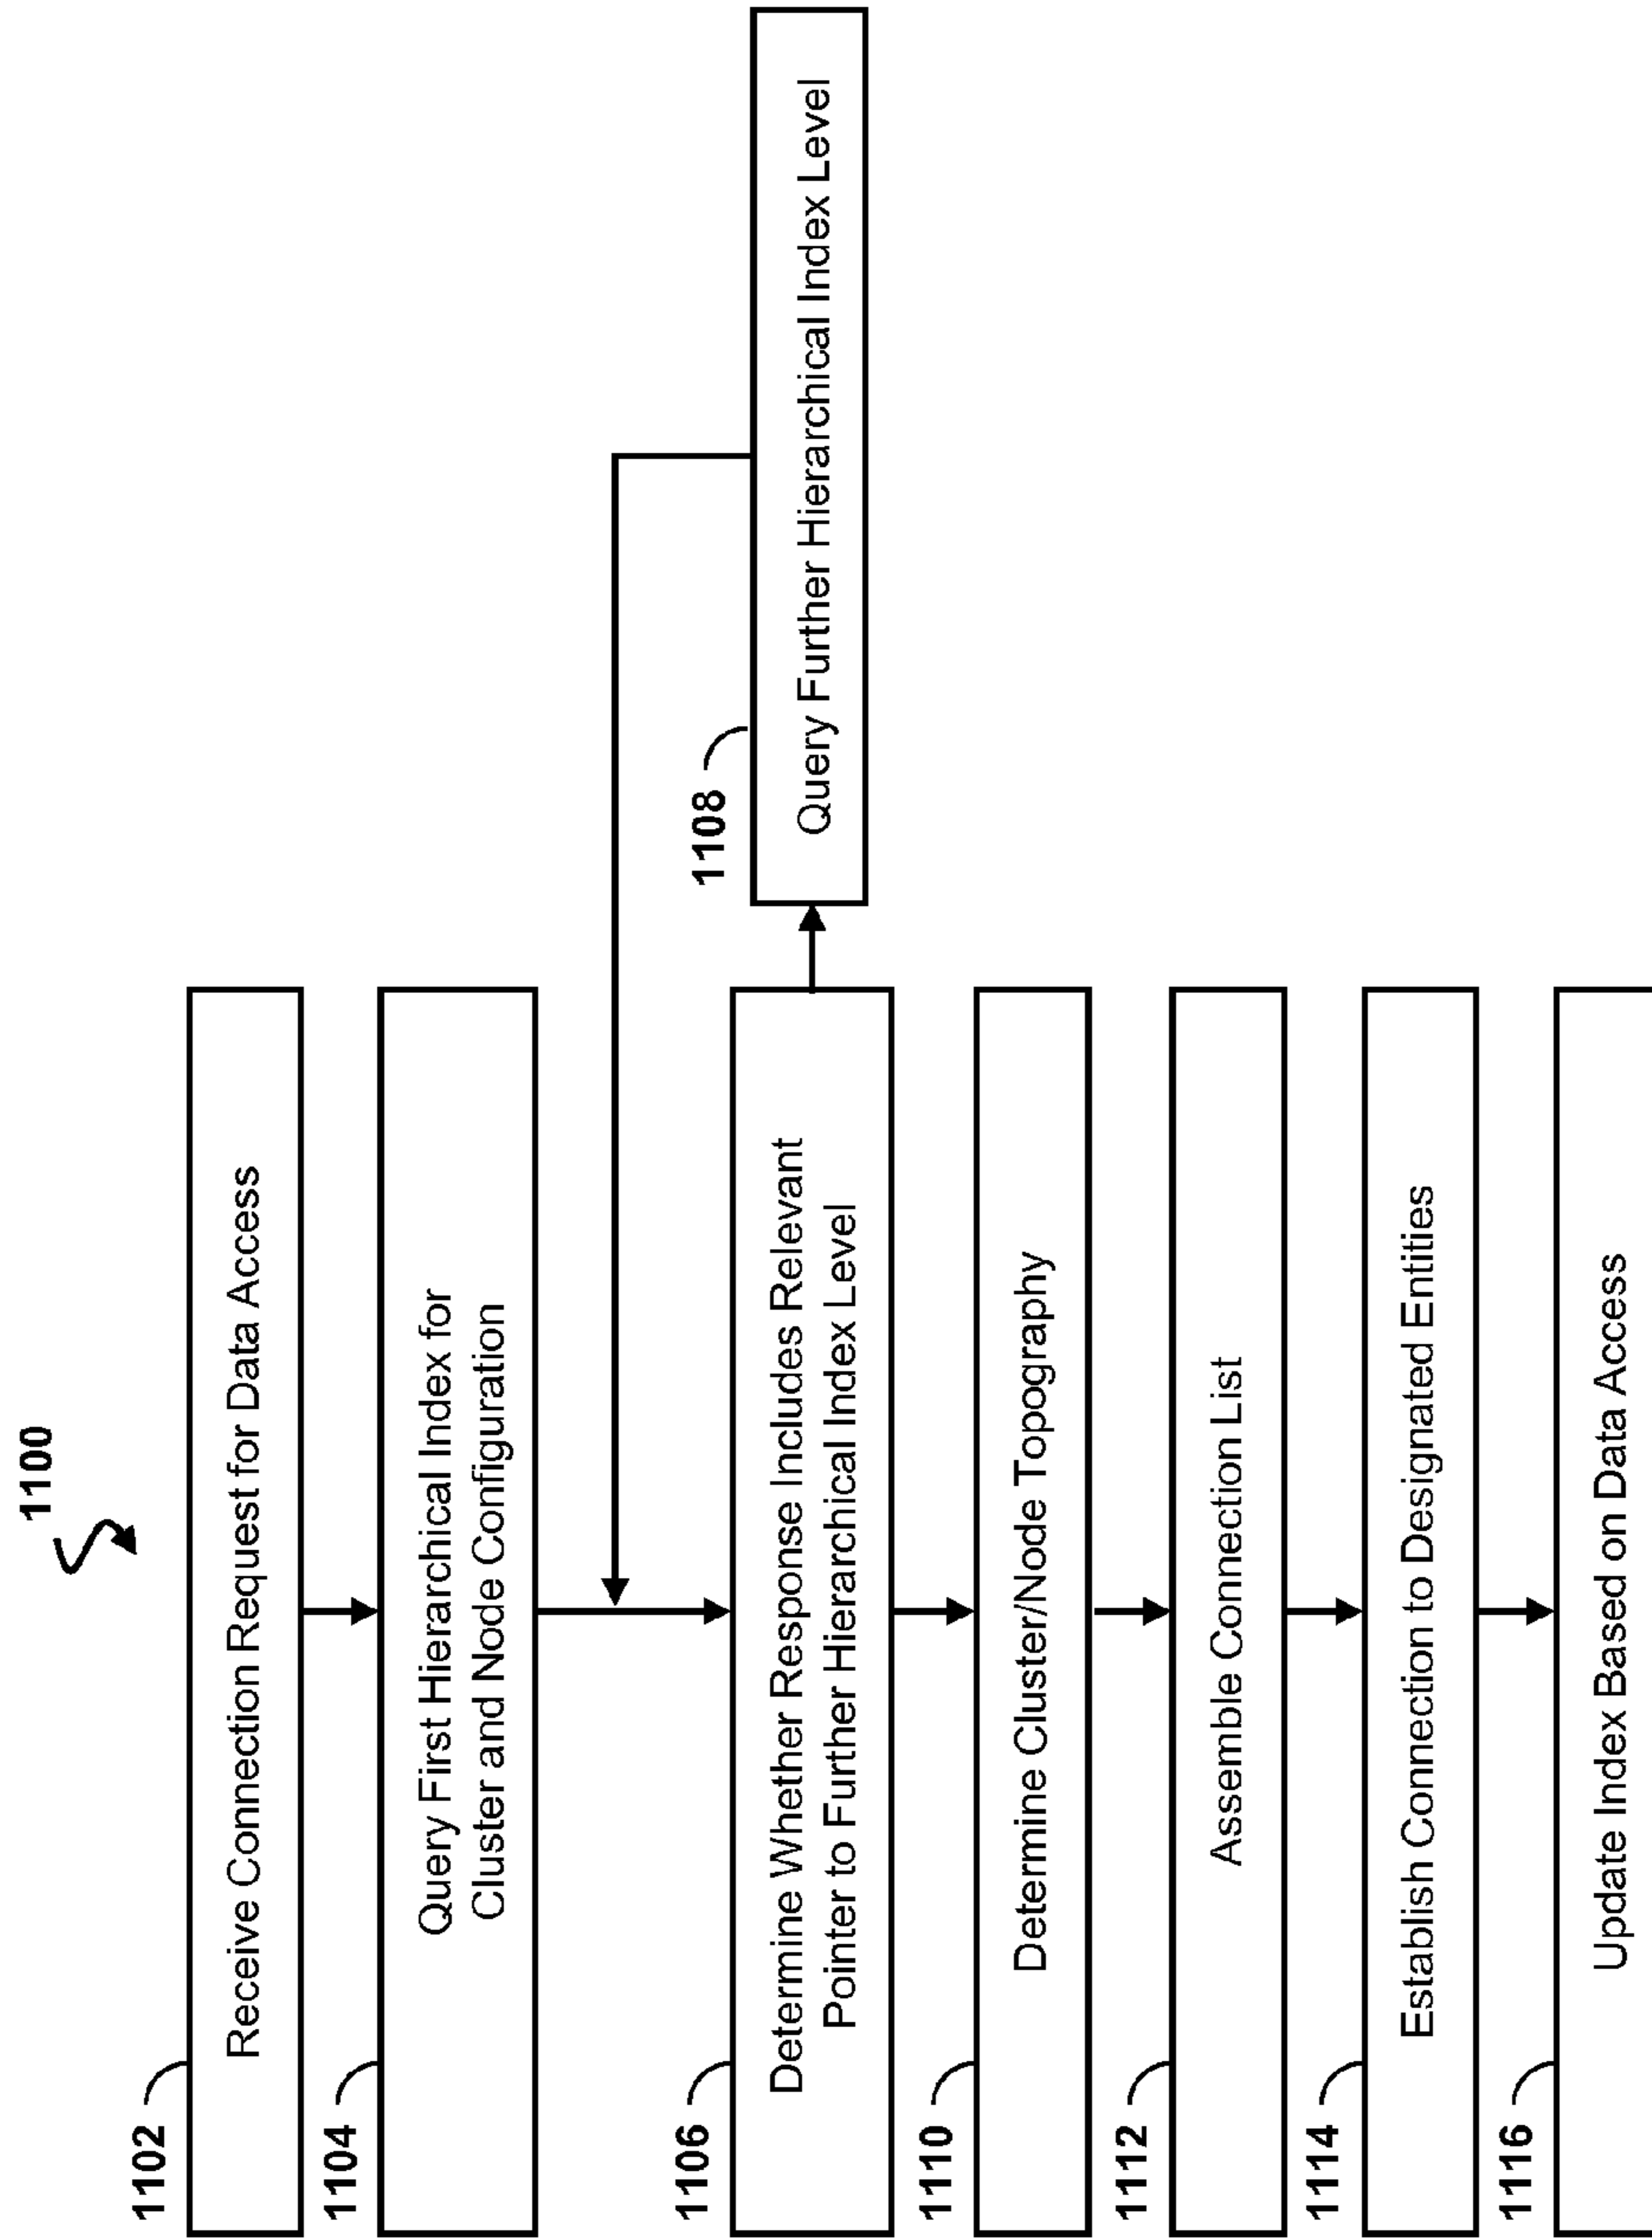 1100
1102
Receive Connection Request for Data Access
1104
Query First Hierarchical Index for
Cluster and Node Configuration
1106
Determine Whether Response Includes Relevant
Pointer to Further Hierarchical Index Level
1108
Query Further Hierarchical Index Level
1110
Determine Cluster/Node Topography
1112
Assemble Connection List
1114
Establish Connection to Designated Entities
1116
Update Index Based on Data Access